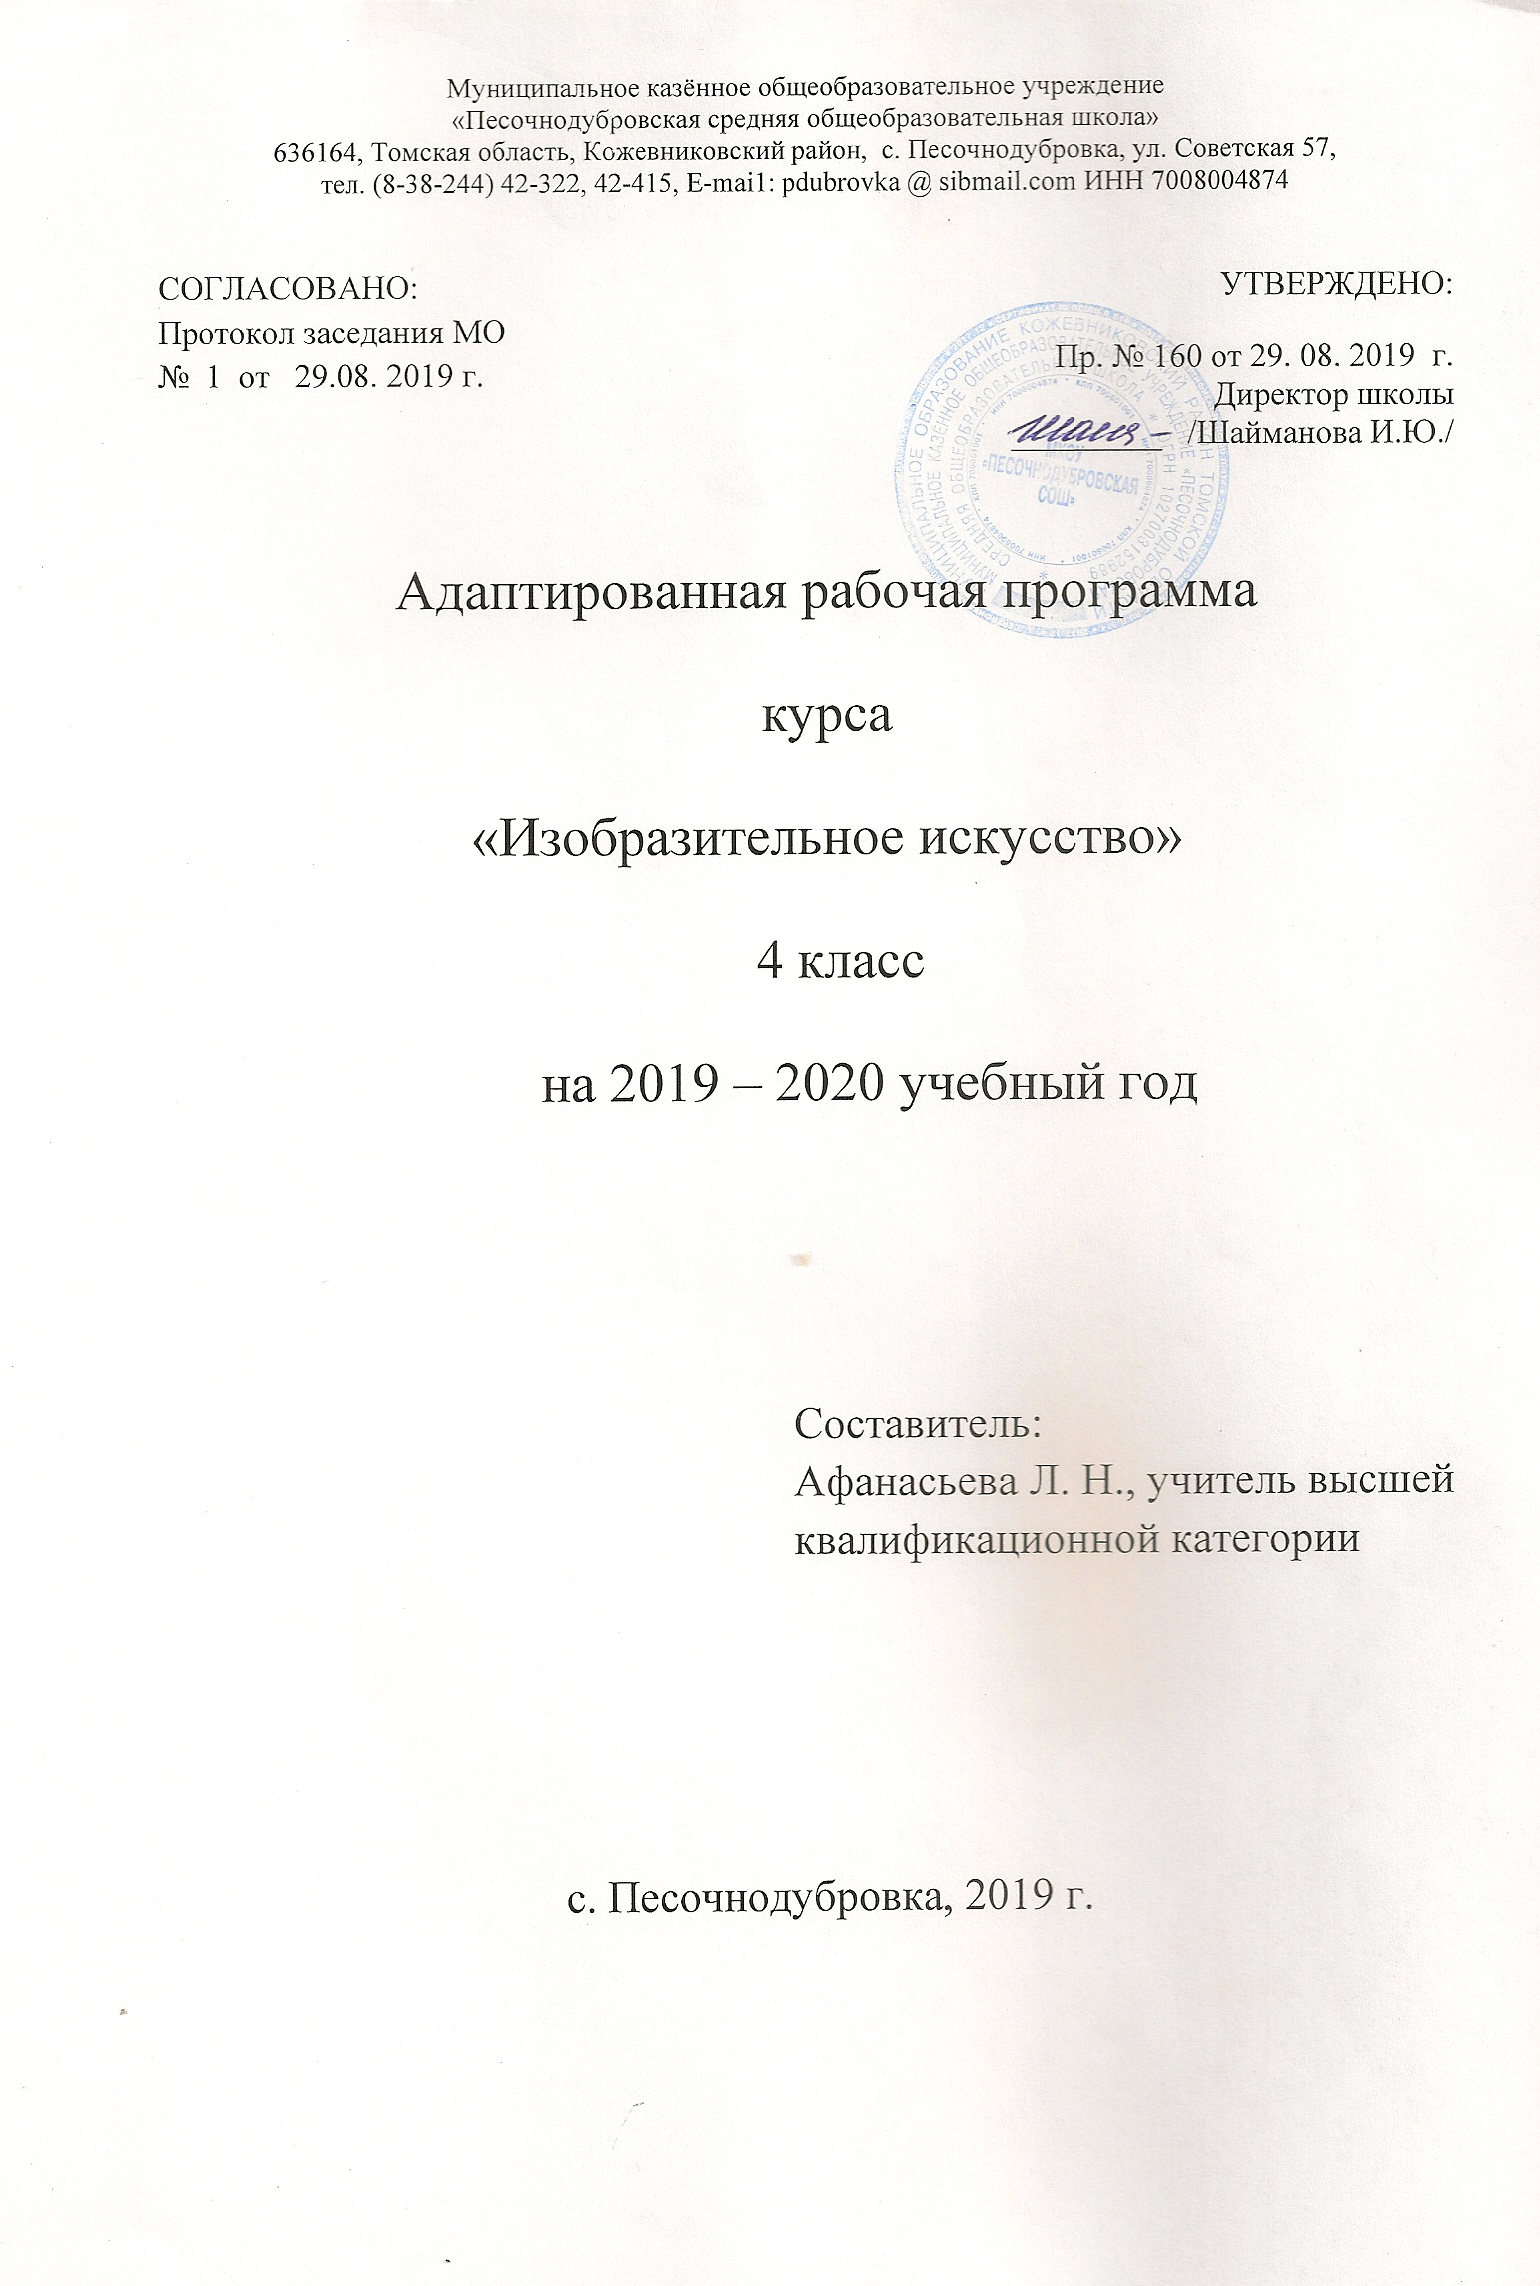 Муниципальное казённое общеобразовательное учреждение
«Песочнодубровская средняя общеобразовательная школа»
636164, Томская область, Кожевниковский район,  с. Песочнодубровка, ул. Советская 57,
тел. (8-38-244) 42-322, 42-415, E-mai1: pdubrovka @ sibmail.com ИНН 7008004874
СОГЛАСОВАНО:
Протокол заседания МО
№  1  от   29.08. 2019 г.
УТВЕРЖДЕНО:
Пр. № 160 от 29. 08. 2019  г.
Директор школы
/Шайманова И.Ю./
МКОУ
«ПЕСОЧНОДУБРОВСКАЯ
СОШ»
Адаптированная рабочая программа
курса
«Изобразительное искусство»
4 класс
на 2019 – 2020 учебный год
Составитель:
Афанасьева Л. Н., учитель высшей
квалификационной категории
с. Песочнодубровка, 2019 г.